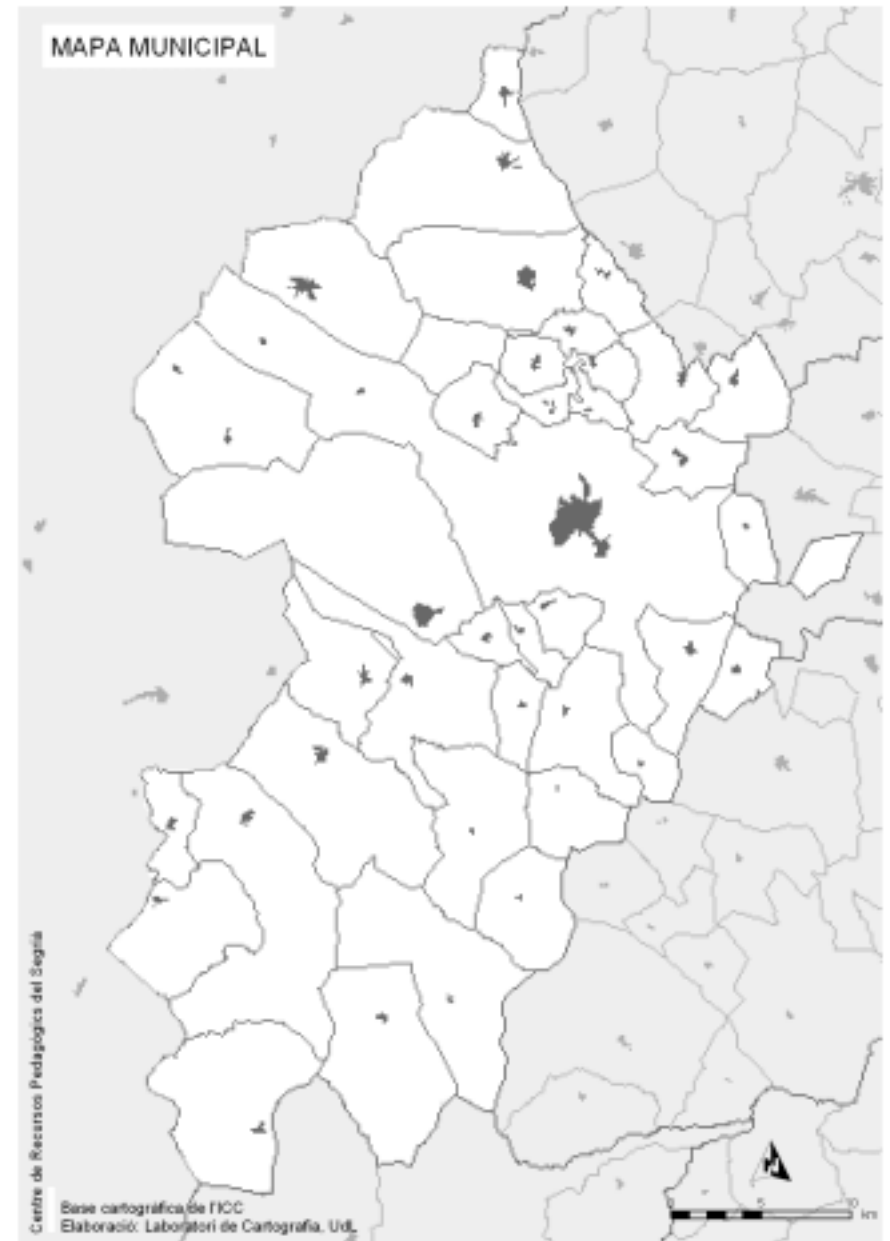 MAPA MUNICIPAL
Centre de Recursos Pedagògics del Segrià
Base cartogràfica de l'ICC
Elaboració: Laboratori de Cartografia, UdL
N
0 5 10
km